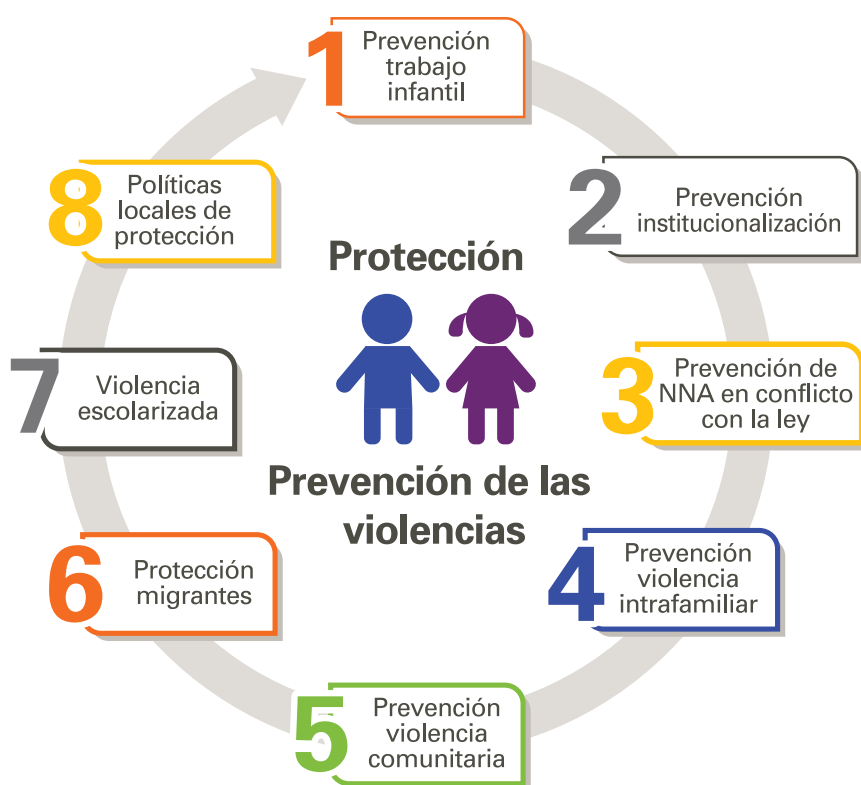 1
Prevención
trabajo
infantil
2
Prevención
institucionalización
3
Prevención de
NNA en conflicto
con la ley
4
Prevención
violencia
intrafamiliar
5
Prevención
violencia
comunitaria
6
Protección
migrantes
7
Violencia
escolarizada
8
Políticas
locales de
protección
Protección
Prevención de las
violencias